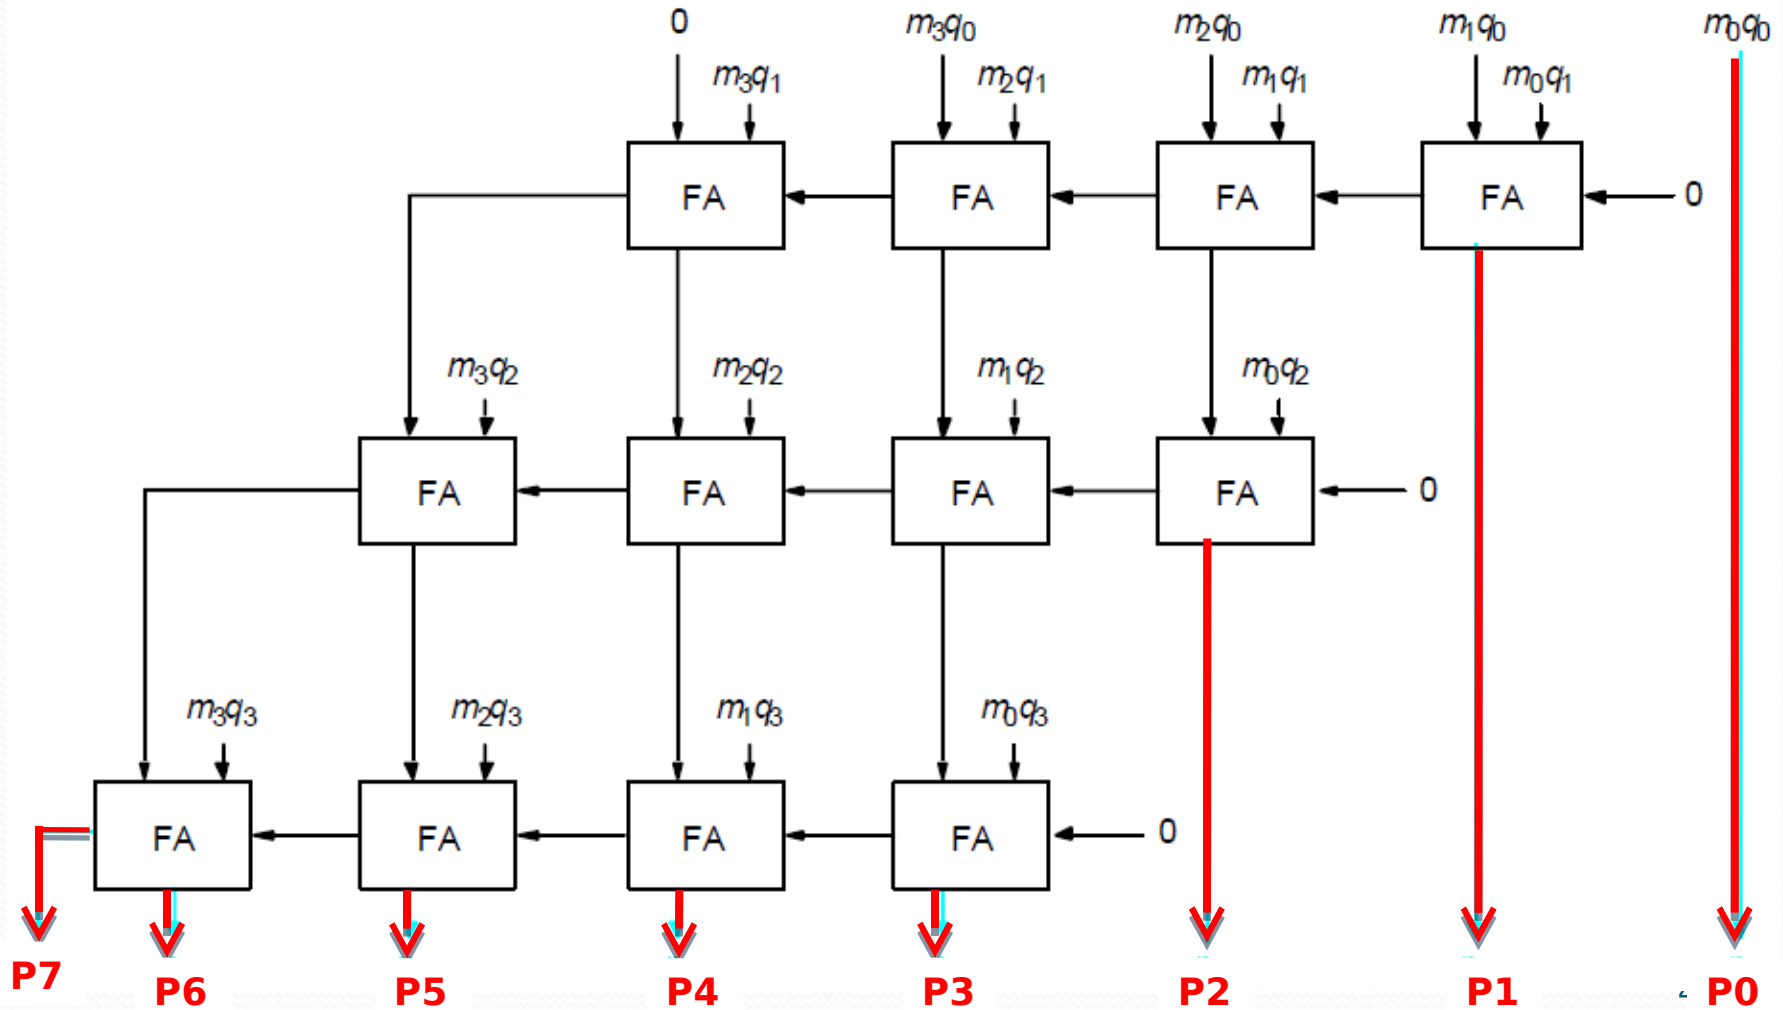 0 m₃q₀ m₂q₀ m₁q₀ m₀q₀
m₃q₁ m₂q₁ m₁q₁ m₀q₁
FA FA FA FA 0
m₃q₂ m₂q₂ m₁q₂ m₀q₂
FA FA FA FA 0
m₃q₃ m₂q₃ m₁q₃ m₀q₃
FA FA FA FA 0
P7 P6 P5 P4 P3 P2 P1 P0